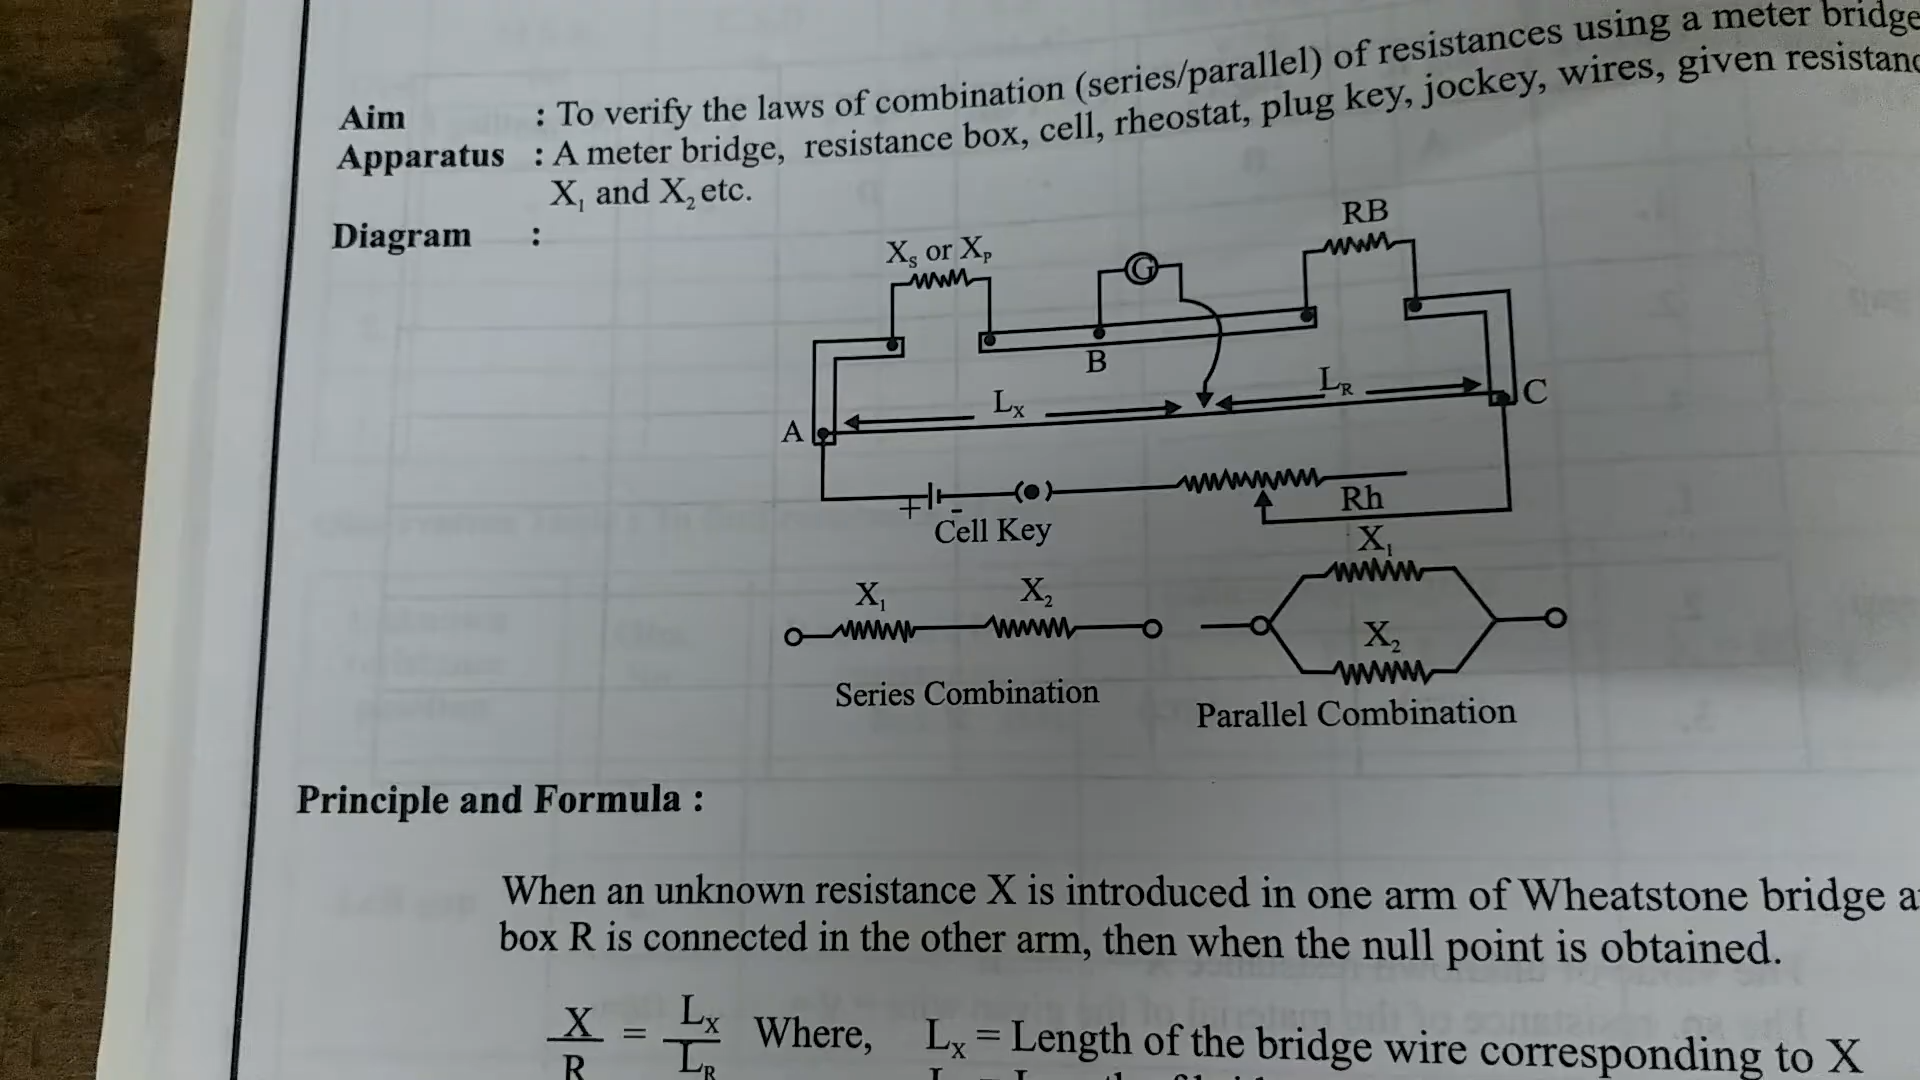 Aim : To verify the laws of combination (series/parallel) of resistances using a meter bridge
Apparatus : A meter bridge, resistance box, cell, rheostat, plug key, jockey, wires, given
X₁ and X₂ etc.
Diagram :
RB
Xₛ or Xₚ
G
B
Lₓ
L_R
C
A
+ -
Rh
Cell Key
X₁
X₁ X₂
X₂
Series Combination
Parallel Combination
Principle and Formula :
When an unknown resistance X is introduced in one arm of Wheatstone bridge
box R is connected in the other arm, then when the null point is obtained.
X/R = L_X/L_R Where, Lₓ = Length of the bridge wire corresponding to X